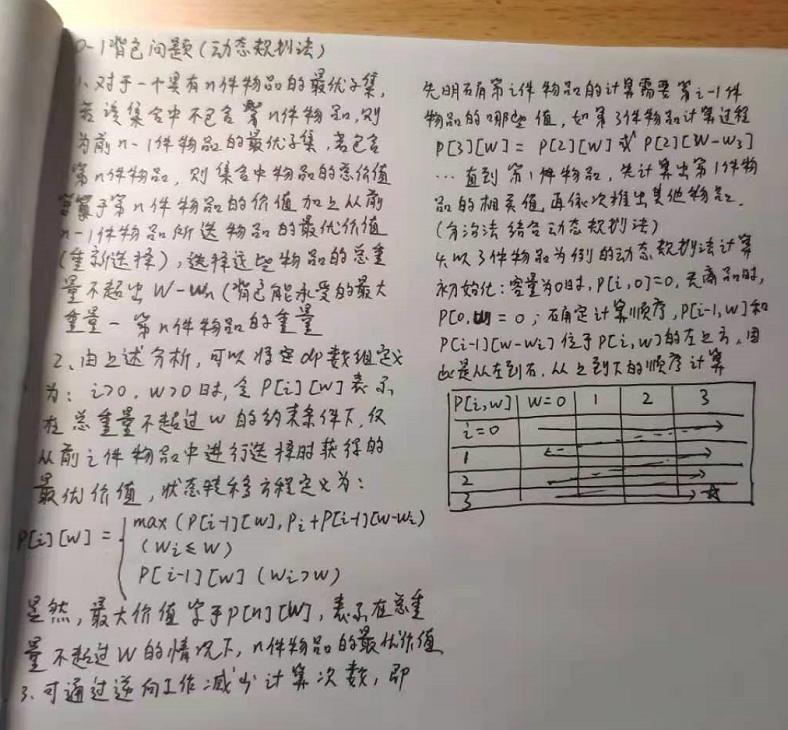 0-1背包问题(动态规划法)
1、对于一个具有n件物品的最优子集,
若该集合中不包含第n件物品,则
为前n-1件物品的最优子集,若包含
第n件物品,则集合中物品的总价值
等于第n件物品的价值加上从前
n-1件物品所选物品的最优价值
(重新选择),选择这些物品的总重
量不超出W-Wn(背包能承受的最大
重量-第n件物品的重量
2、由上述分析,可以将定dp数组定义
为:i>0,w>0时,令P[i][w]表示
在总重量不超过w的约束条件下,仅
从前i件物品中进行选择时获得的
最优价值,状态转移方程定义为:
P[i][w]= max(P[i-1][w],Pi+P[i-1][w-wi)
(wi≤w)
P[i-1][w](wi>w)
显然,最大价值字于P[n][W],表示在总重
量不超过W的情况下,n件物品的最优价值
3、可通过逆向工作减少计算次数,即
先明确第i件物品的计算需要第i-1件
物品的哪些值,如第3件物品计算过程
P[3][W]=P[2][W]或P[2][W-W3]
…直到第1件物品,先计算出第1件物
品的相关值,再依次推出其他物品.
(分治法结合动态规划法)
4、以3件物品为例的动态规划法计算
初始化:容量为0时,P[i,0]=0,无商品时,
P[0, w=0;确定计算顺序,P[i-1,W]和
P[i-1][W-Wi)位于P[i,w)的左上方,由
此是从左到右,从上到下的顺序计算
P[i,w] W=0 1 2 3
i=0
1
2
3